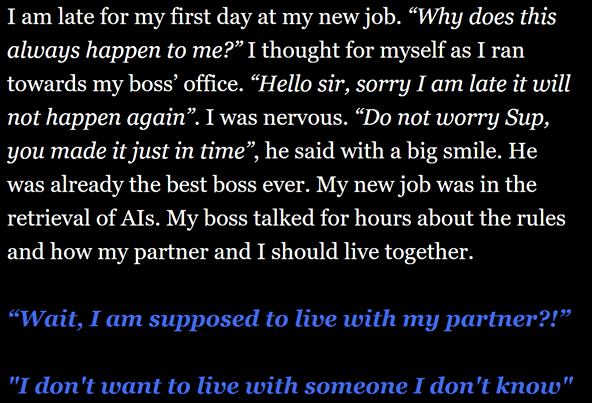 I am late for my first day at my new job. “Why does this
always happen to me?” I thought for myself as I ran
towards my boss’ office. “Hello sir, sorry I am late it will
not happen again”. I was nervous. “Do not worry Sup,
you made it just in time”, he said with a big smile. He
was already the best boss ever. My new job was in the
retrieval of AIs. My boss talked for hours about the rules
and how my partner and I should live together.
“Wait, I am supposed to live with my partner?!”
"I don't want to live with someone I don't know"